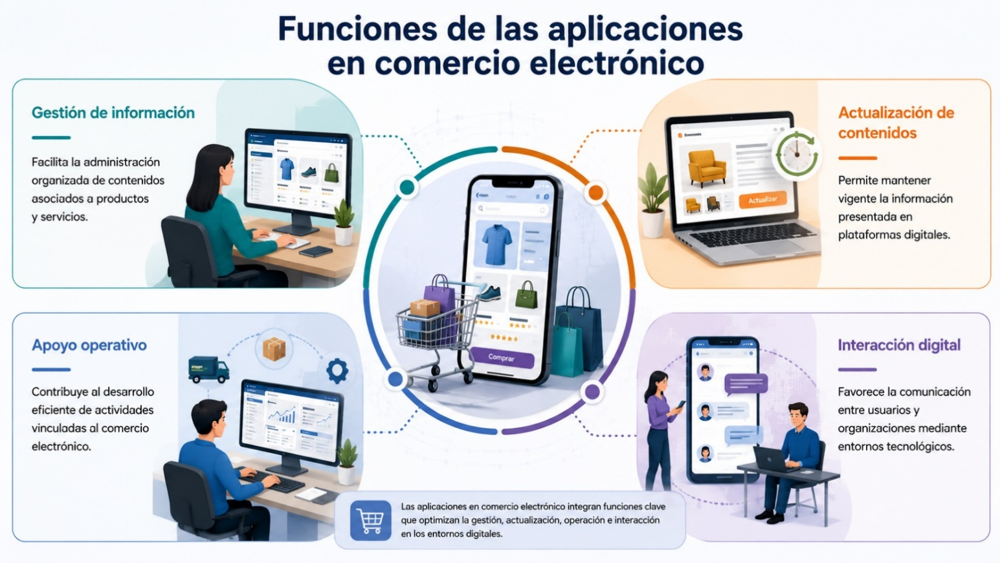 Funciones de las aplicaciones
en comercio electrónico
Gestión de información
Facilita la administración
organizada de contenidos
asociados a productos
y servicios.
Actualización de
contenidos
Permite mantener
vigente la información
presentada en
plataformas digitales.
Actualizar
Comprar
Apoyo operativo
Contribuye al desarrollo
eficiente de actividades
vinculadas al comercio
electrónico.
Interacción digital
Favorece la comunicación
entre usuarios y
organizaciones mediante
entornos tecnológicos.
Las aplicaciones en comercio electrónico integran funciones clave
que optimizan la gestión, actualización, operación e interacción
en los entornos digitales.